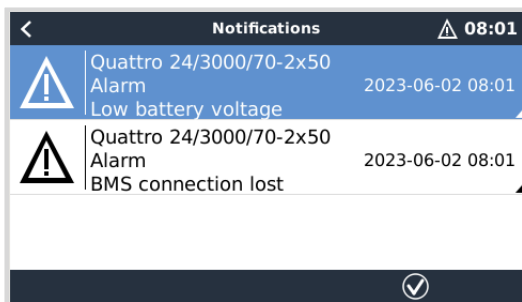 Notifications
08:01
Quattro 24/3000/70-2x50
Alarm
2023-06-02 08:01
Low battery voltage
Quattro 24/3000/70-2x50
Alarm
2023-06-02 08:01
BMS connection lost